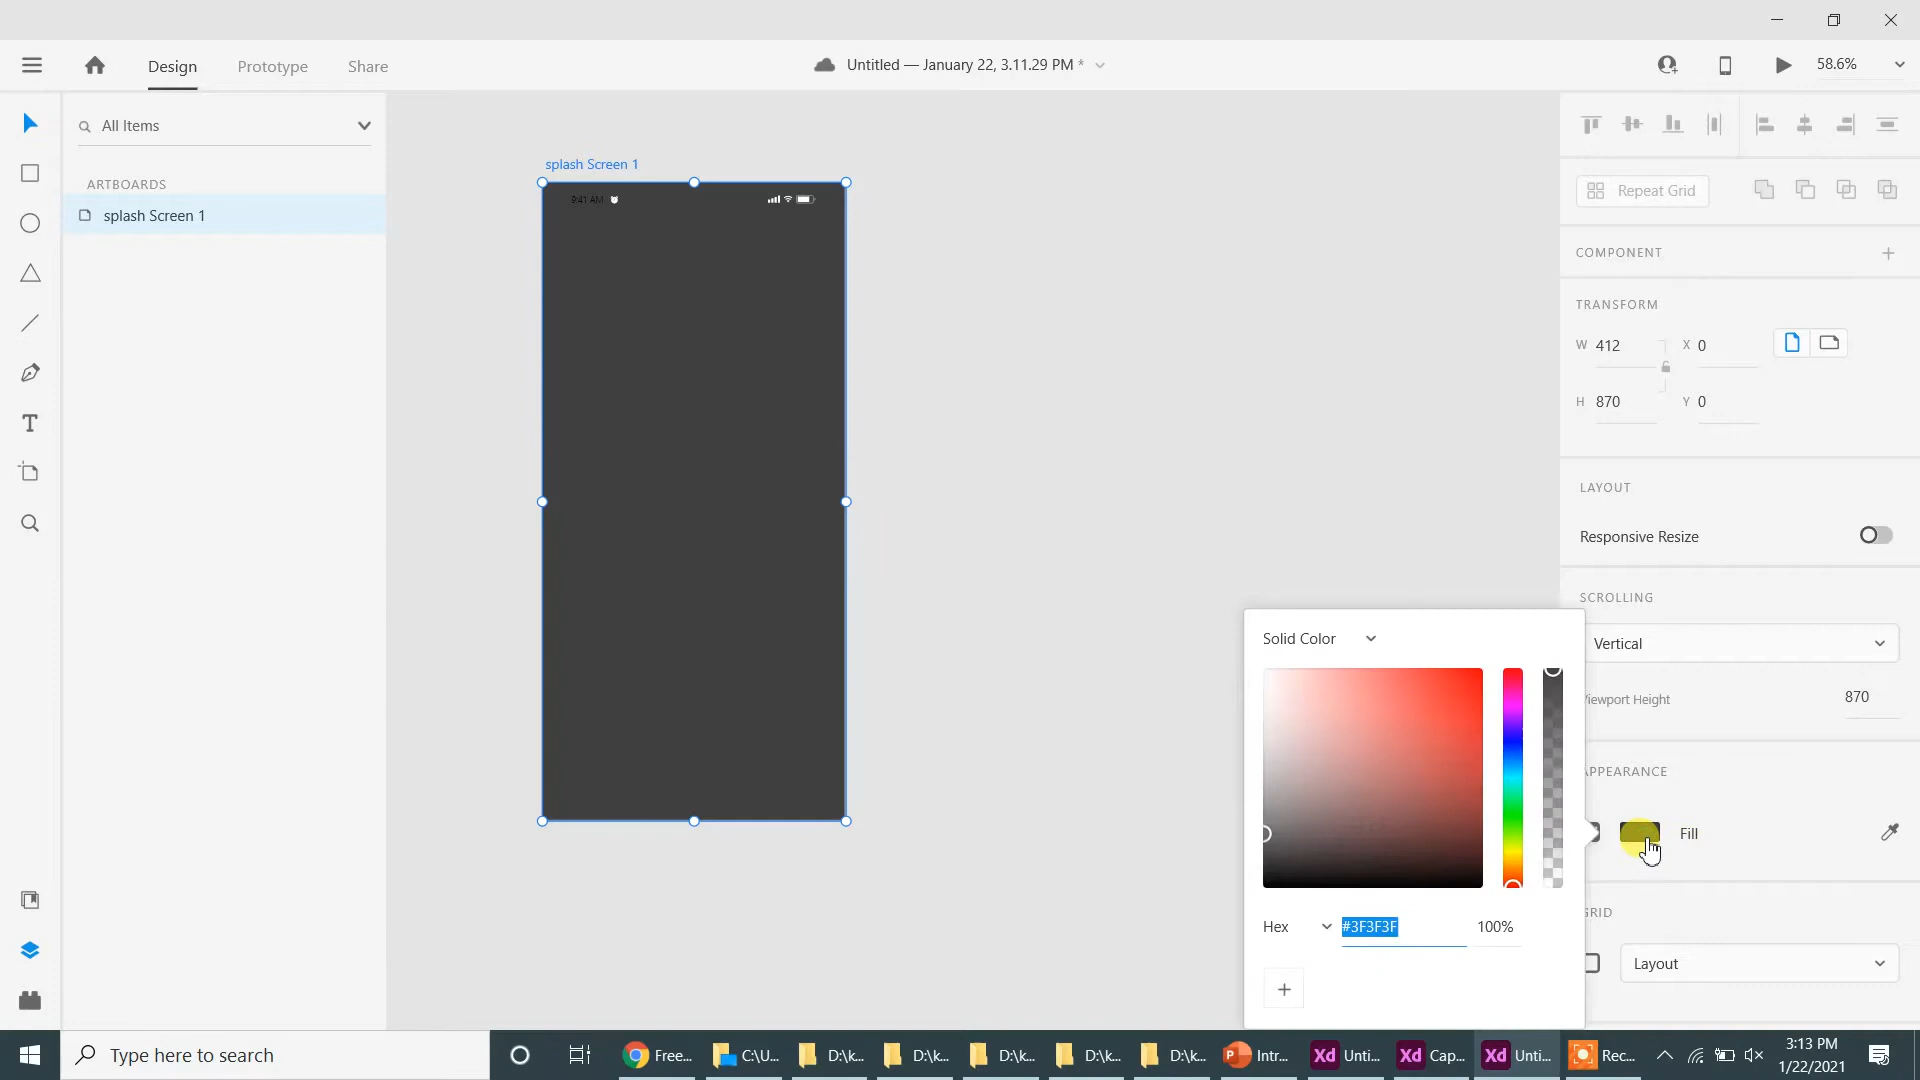 Design Prototype Share
Untitled — January 22, 3.11.29 PM *
58.6%
All Items
ARTBOARDS
splash Screen 1
splash Screen 1
9:41 AM
Repeat Grid
COMPONENT
TRANSFORM
W 412 X 0
H 870 Y 0
LAYOUT
Responsive Resize
SCROLLING
Vertical
Viewport Height 870
APPEARANCE
Fill
GRID
Layout
Solid Color
Hex #3F3F3F 100%
Type here to search
Free...
C:\U...
D:\k...
D:\k...
D:\k...
D:\k...
D:\k...
Intr...
Unti...
Cap...
Unti...
Rec...
3:13 PM
1/22/2021